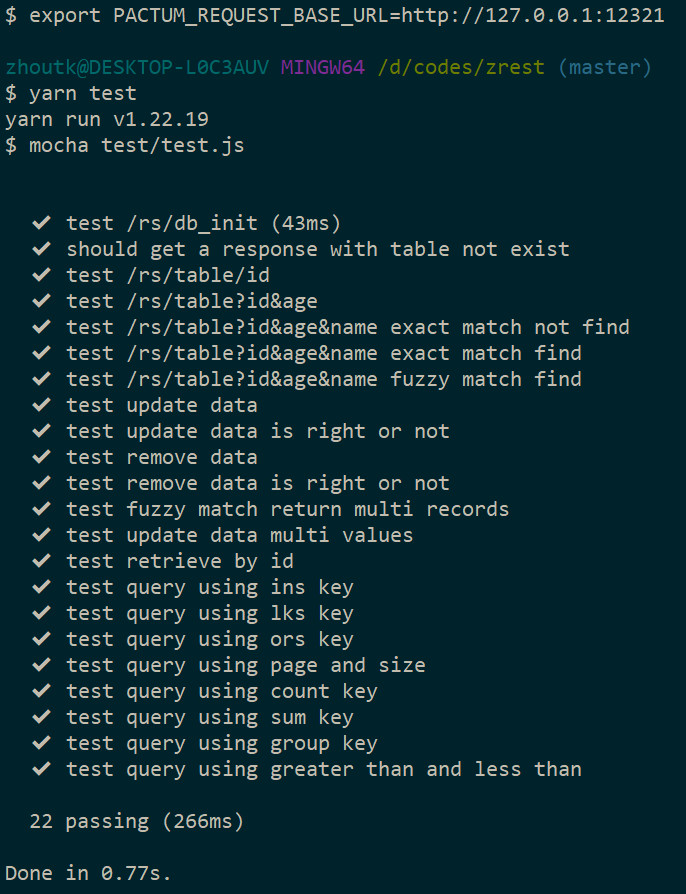 $ export PACTUM_REQUEST_BASE_URL=http://127.0.0.1:12321
zhoutk@DESKTOP-L0C3AUV MINGW64 /d/codes/zrest (master)
$ yarn test
yarn run v1.22.19
$ mocha test/test.js
✔ test /rs/db_init (43ms)
✔ should get a response with table not exist
✔ test /rs/table/id
✔ test /rs/table?id&age
✔ test /rs/table?id&age&name exact match not find
✔ test /rs/table?id&age&name exact match find
✔ test /rs/table?id&age&name fuzzy match find
✔ test update data
✔ test update data is right or not
✔ test remove data
✔ test remove data is right or not
✔ test fuzzy match return multi records
✔ test update data multi values
✔ test retrieve by id
✔ test query using ins key
✔ test query using lks key
✔ test query using ors key
✔ test query using page and size
✔ test query using count key
✔ test query using sum key
✔ test query using group key
✔ test query using greater than and less than
22 passing (266ms)
Done in 0.77s.